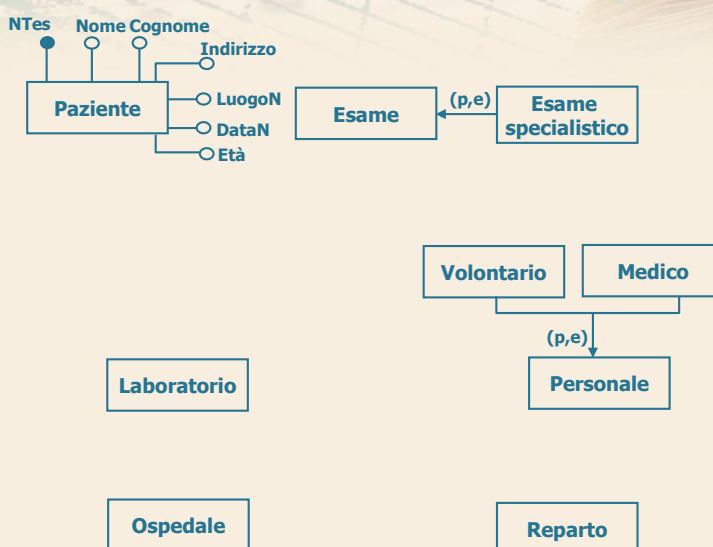 NTes
Nome Cognome
Indirizzo
Paziente
LuogoN
DataN
Età
Esame
(p,e)
Esame
specialistico
Volontario
Medico
(p,e)
Laboratorio
Personale
Ospedale
Reparto